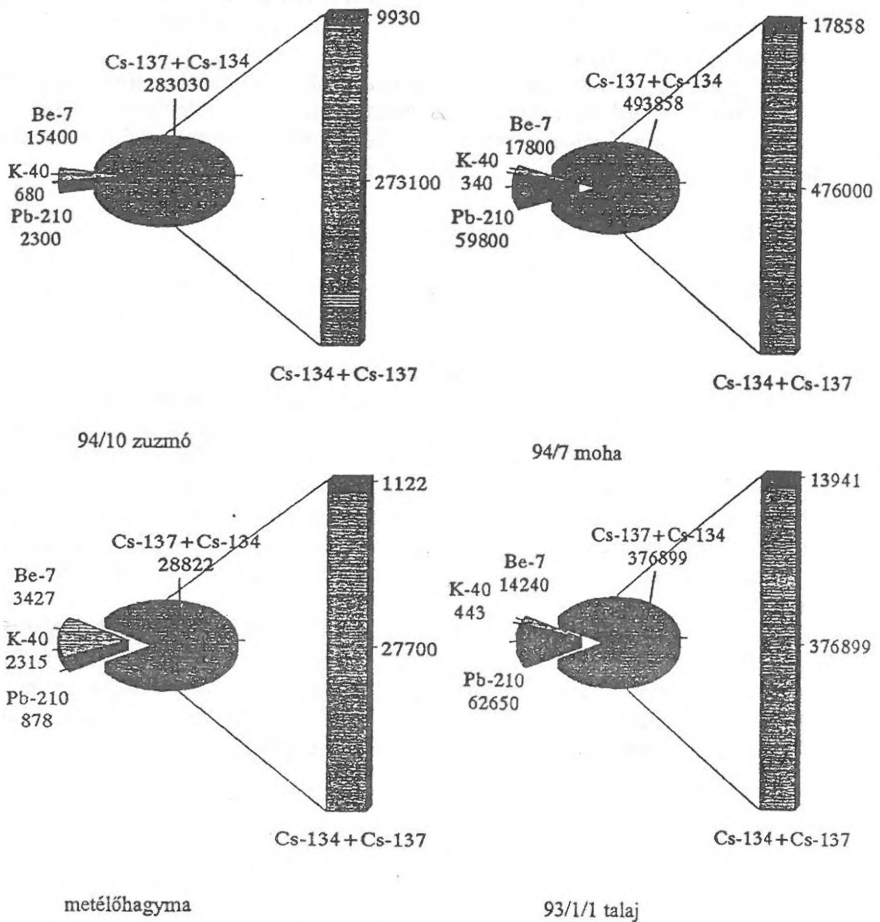 9930
Cs-137+Cs-134
283030
Be-7
15400
K-40
680
Pb-210
2300
273100
Cs-134+Cs-137
94/10 zuzmó
17858
Cs-137+Cs-134
493858
Be-7
17800
K-40
340
Pb-210
59800
476000
Cs-134+Cs-137
94/7 moha
1122
Cs-137+Cs-134
28822
Be-7
3427
K-40
2315
Pb-210
878
27700
Cs-134+Cs-137
metélőhagyma
13941
Cs-137+Cs-134
376899
Be-7
14240
K-40
443
Pb-210
62650
376899
Cs-134+Cs-137
93/1/1 talaj